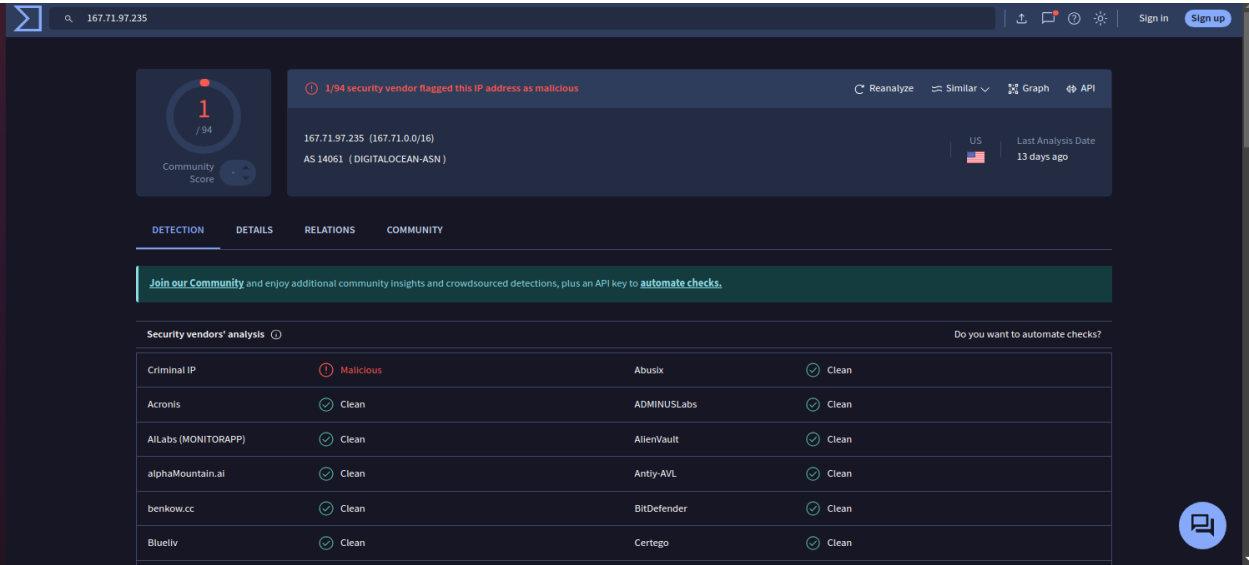 167.71.97.235
Sign in
Sign up
1
/ 94
Community
Score
-
1/94 security vendor flagged this IP address as malicious
Reanalyze
Similar
Graph
API
167.71.97.235 (167.71.0.0/16)
AS 14061 ( DIGITALOCEAN-ASN )
US
Last Analysis Date
13 days ago
DETECTION
DETAILS
RELATIONS
COMMUNITY
Join our Community and enjoy additional community insights and crowdsourced detections, plus an API key to automate checks.
Security vendors' analysis
Do you want to automate checks?
Criminal IP Malicious Abusix Clean
Acronis Clean ADMINUSLabs Clean
AILabs (MONITORAPP) Clean AlienVault Clean
alphaMountain.ai Clean Antiy-AVL Clean
benkow.cc Clean BitDefender Clean
Blueliv Clean Certego Clean